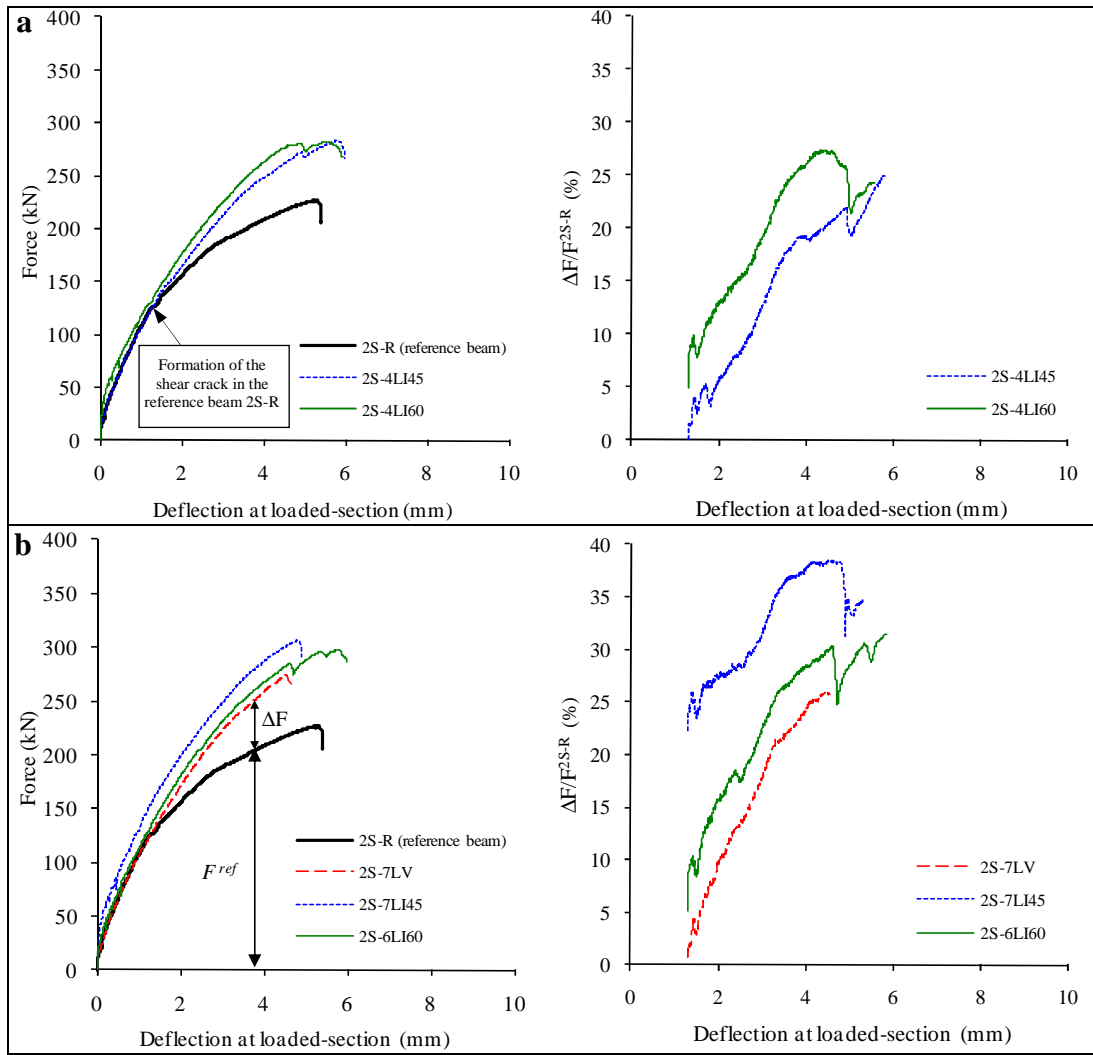 a
400
350
300
250
200
150
100
50
0
Force (kN)
0 2 4 6 8 10
Deflection at loaded-section (mm)
Formation of the
shear crack in the
reference beam 2S-R
2S-R (reference beam)
2S-4LI45
2S-4LI60
40
35
30
25
20
15
10
5
0
ΔF/F^2S-R (%)
0 2 4 6 8 10
Deflection at loaded-section (mm)
2S-4LI45
2S-4LI60
b
400
350
300
250
200
150
100
50
0
Force (kN)
0 2 4 6 8 10
Deflection at loaded-section (mm)
ΔF
F^ref
2S-R (reference beam)
2S-7LV
2S-7LI45
2S-6LI60
40
35
30
25
20
15
10
5
0
ΔF/F^2S-R (%)
0 2 4 6 8 10
Deflection at loaded-section (mm)
2S-7LV
2S-7LI45
2S-6LI60